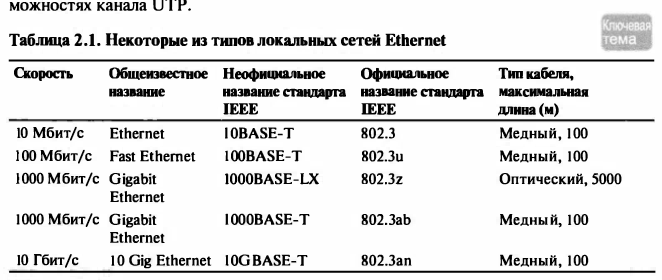 можностях канала UTP.
Ключевая тема
Таблица 2.1. Некоторые из типов локальных сетей Ethernet
Скорость Общеизвестное название Неофициальное название стандарта IEEE Официальное название стандарта IEEE Тип кабеля, максимальная длина (м)
10 Мбит/с Ethernet 10BASE-T 802.3 Медный, 100
100 Мбит/с Fast Ethernet 100BASE-T 802.3u Медный, 100
1000 Мбит/с Gigabit Ethernet 1000BASE-LX 802.3z Оптический, 5000
1000 Мбит/с Gigabit Ethernet 1000BASE-T 802.3ab Медный, 100
10 Гбит/с 10 Gig Ethernet 10GBASE-T 802.3an Медный, 100